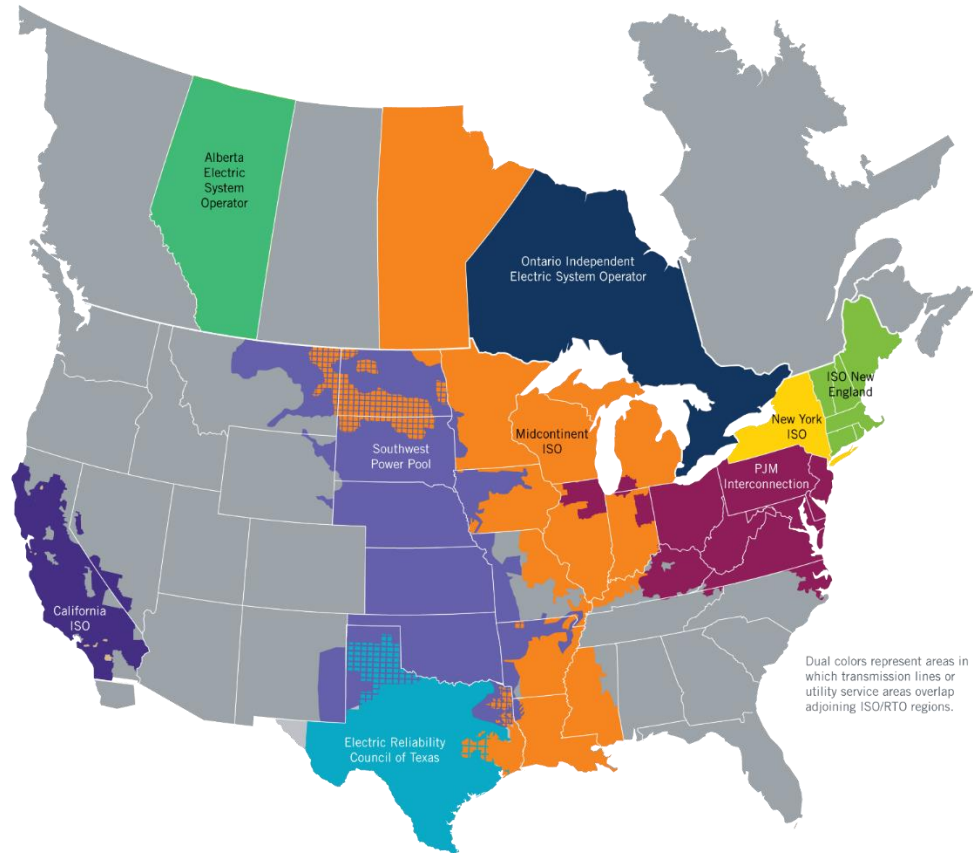 Alberta
Electric
System
Operator
Ontario Independent
Electric System Operator
ISO New
England
New York
ISO
Midcontinent
ISO
Southwest
Power Pool
PJM
Interconnection
California
ISO
Dual colors represent areas in
which transmission lines or
utility service areas overlap
adjoining ISO/RTO regions.
Electric Reliability
Council of Texas